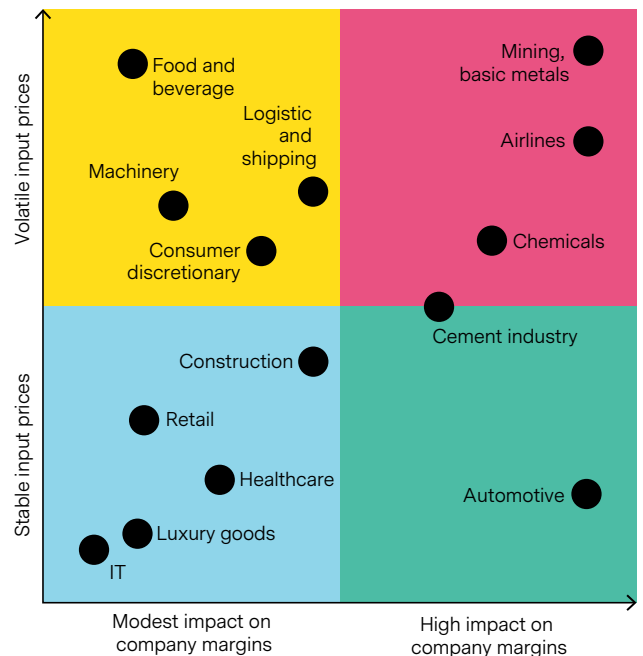 Volatile input prices
Stable input prices
Food and
beverage
Logistic and
shipping
Machinery
Consumer
discretionary
Mining,
basic metals
Airlines
Chemicals
Cement industry
Construction
Retail
Healthcare
Luxury goods
IT
Automotive
Modest impact on
company margins
High impact on
company margins